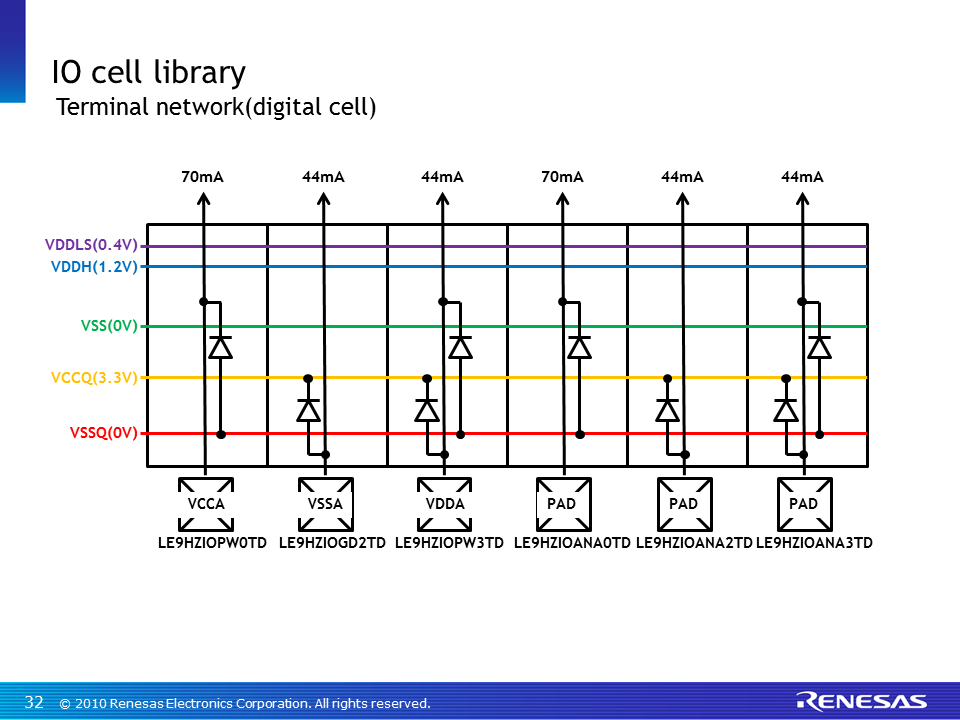 IO cell library
Terminal network(digital cell)
70mA 44mA 44mA 70mA 44mA 44mA
VDDLS(0.4V)
VDDH(1.2V)
VSS(0V)
VCCQ(3.3V)
VSSQ(0V)
VCCA VSSA VDDA PAD PAD PAD
LE9HZIOPW0TD LE9HZIOGD2TD LE9HZIOPW3TD LE9HZIOANA0TD LE9HZIOANA2TD LE9HZIOANA3TD
32 © 2010 Renesas Electronics Corporation. All rights reserved. RENESAS